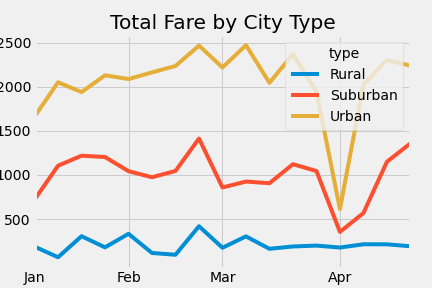 Total Fare by City Type
2500
2000
1500
1000
500
type
Rural
Suburban
Urban
Jan Feb Mar Apr